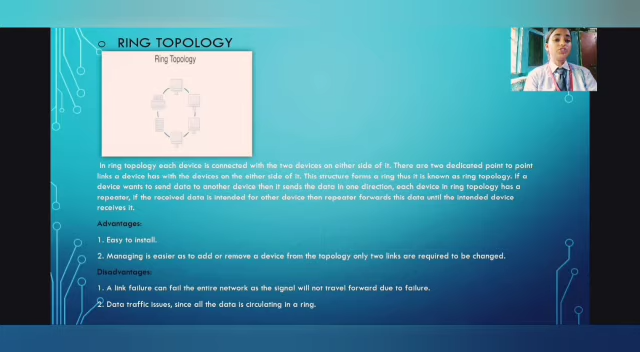 RING TOPOLOGY
Ring Topology
In ring topology each device is connected with the two devices on either side of it. There are two dedicated point to point
links a device has with the devices on the either side of it. This structure forms a ring thus it is known as ring topology. If a
device wants to send data to another device then it sends the data in one direction, each device in ring topology has a
repeater, if the received data is intended for other device then repeater forwards this data until the intended device
receives it.
Advantages:
1. Easy to install.
2. Managing is easier as to add or remove a device from the topology only two links are required to be changed.
Disadvantages:
1. A link failure can fail the entire network as the signal will not travel forward due to failure.
2. Data traffic issues, since all the data is circulating in a ring.